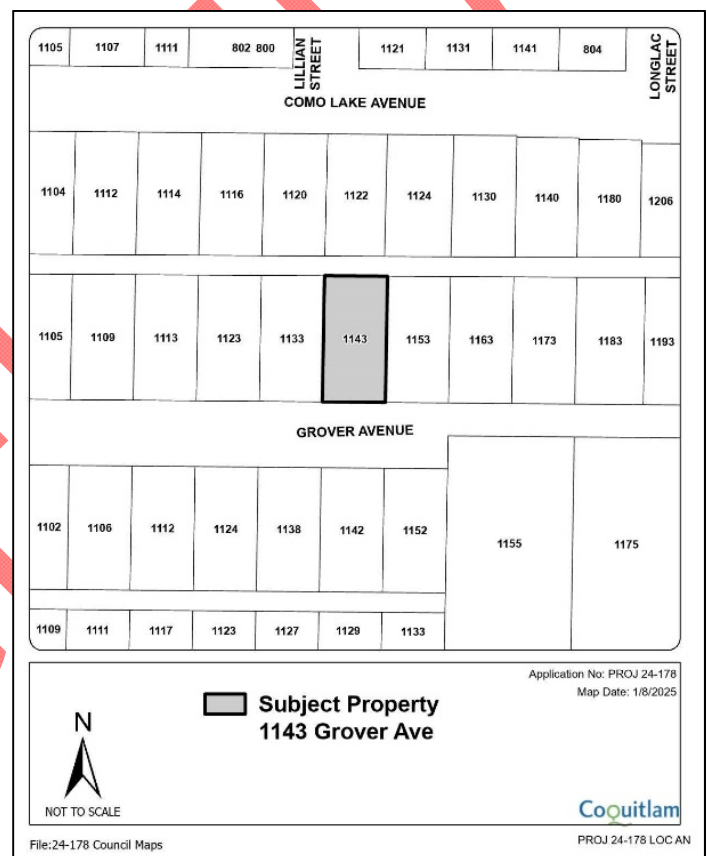 1105 1107 1111 802 800 LILLIAN STREET 1121 1131 1141 804 LONGLAC STREET
COMO LAKE AVENUE
1104 1112 1114 1116 1120 1122 1124 1130 1140 1180 1206
1105 1109 1113 1123 1133 1143 1153 1163 1173 1183 1193
GROVER AVENUE
1102 1106 1112 1124 1138 1142 1152 1155 1175
1109 1111 1117 1123 1127 1129 1133
Application No: PROJ 24-178
Map Date: 1/8/2025
Subject Property
1143 Grover Ave
N
NOT TO SCALE
Coquitlam
File:24-178 Council Maps
PROJ 24-178 LOC AN